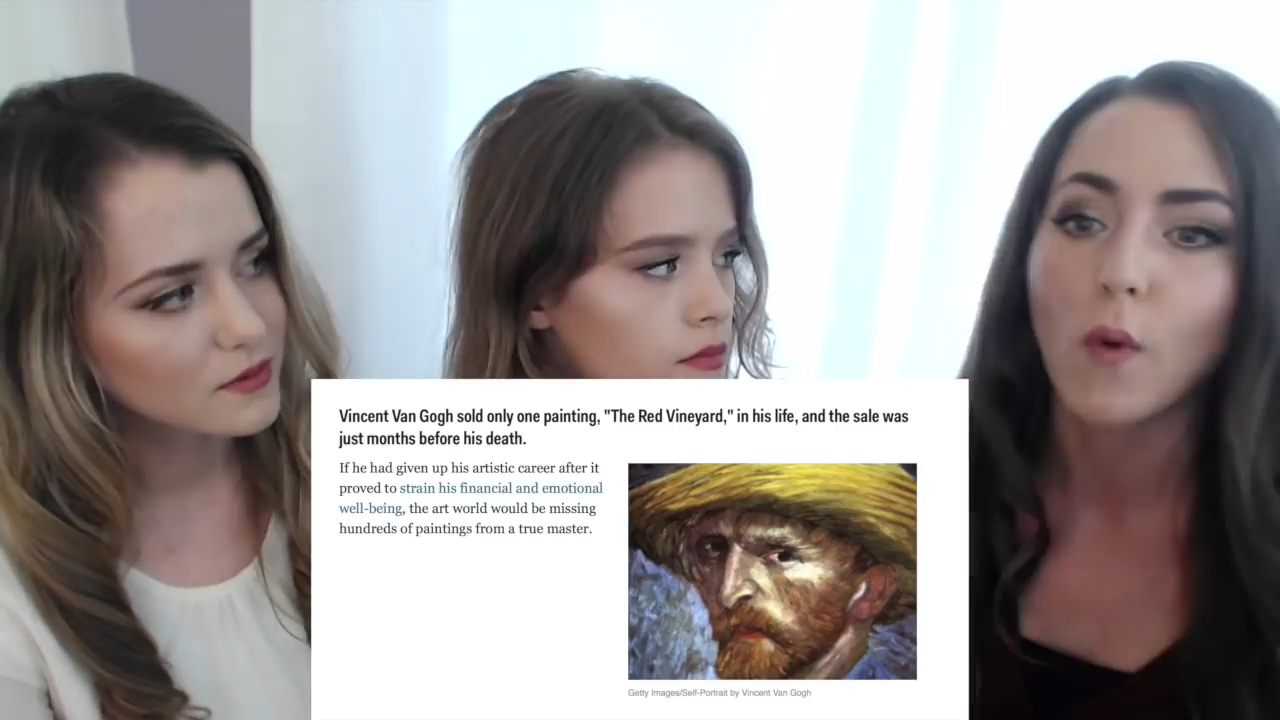 Vincent Van Gogh sold only one painting, "The Red Vineyard," in his life, and the sale was
just months before his death.
If he had given up his artistic career after it
proved to strain his financial and emotional
well-being, the art world would be missing
hundreds of paintings from a true master.
Getty Images/Self-Portrait by Vincent Van Gogh